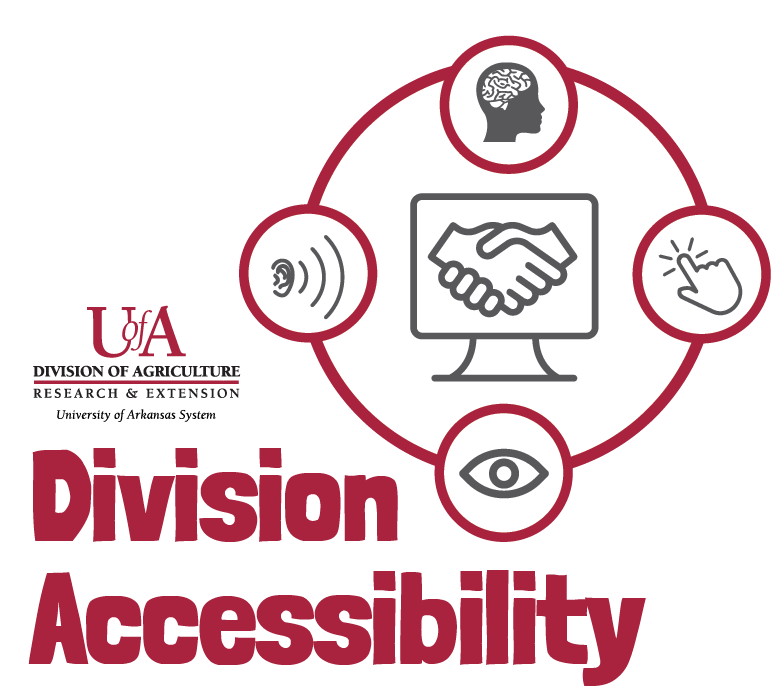 UofA
DIVISION OF AGRICULTURE
RESEARCH & EXTENSION
University of Arkansas System
Division
Accessibility